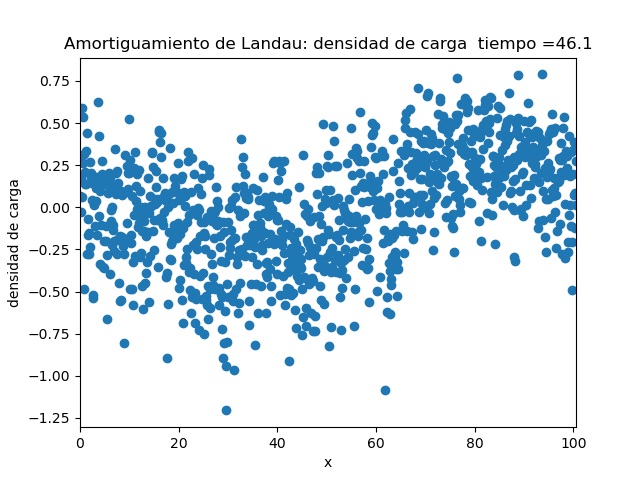 Amortiguamiento de Landau: densidad de carga  tiempo =46.1
densidad de carga
0.75
0.50
0.25
0.00
−0.25
−0.50
−0.75
−1.00
−1.25
0 20 40 60 80 100
x